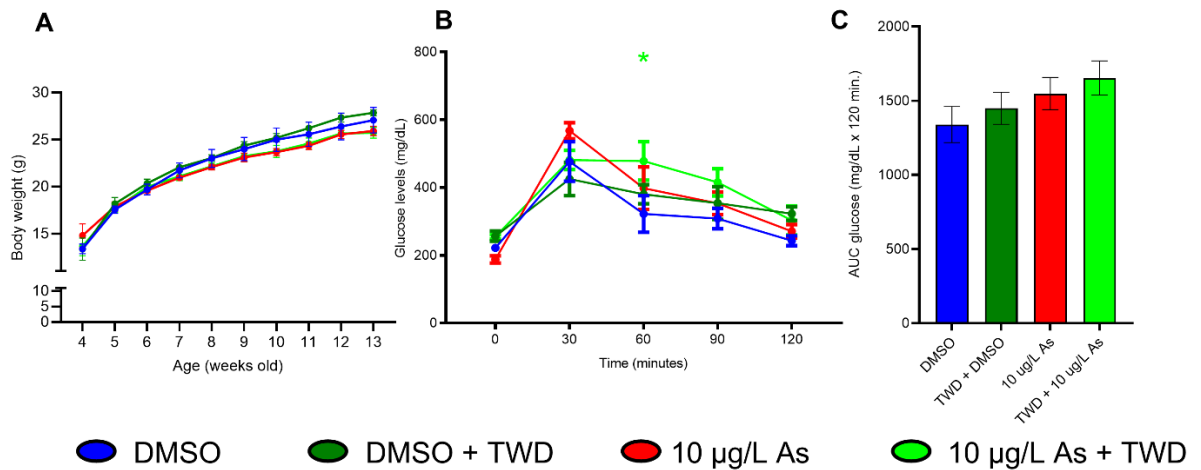 A
Body weight (g)
30
25
20
15
10
5
0
4 5 6 7 8 9 10 11 12 13
Age (weeks old)
B
Glucose levels (mg/dL)
800
600
400
200
0
*
0 30 60 90 120
Time (minutes)
C
AUC glucose (mg/dL x 120 min.)
2000
1500
1000
500
0
DMSO
TWD + DMSO
10 ug/L As
TWD + 10 ug/L As
DMSO DMSO + TWD 10 µg/L As 10 µg/L As + TWD